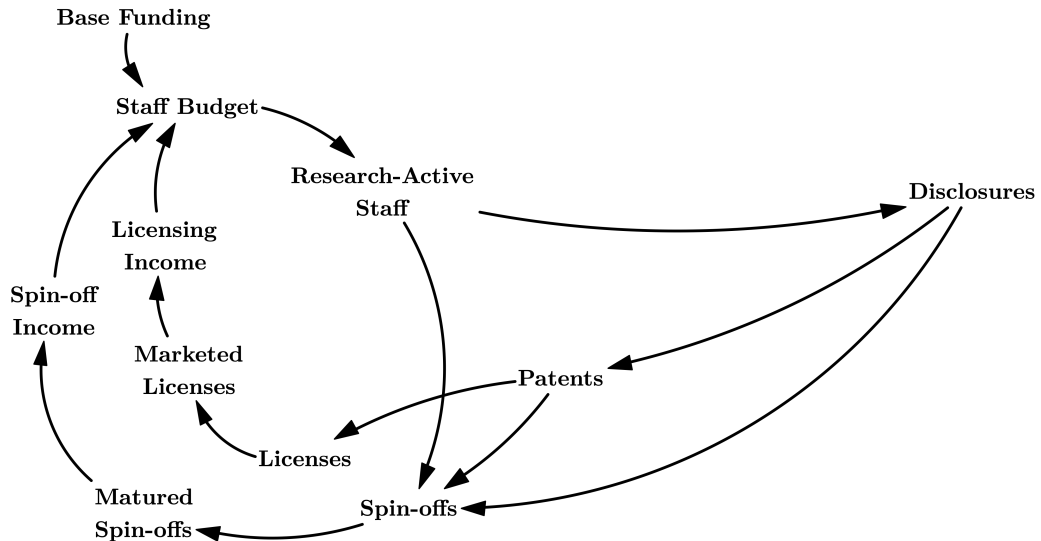 Base Funding
Staff Budget
Research-Active
Staff
Disclosures
Licensing
Income
Spin-off
Income
Marketed
Licenses
Patents
Licenses
Matured
Spin-offs
Spin-offs